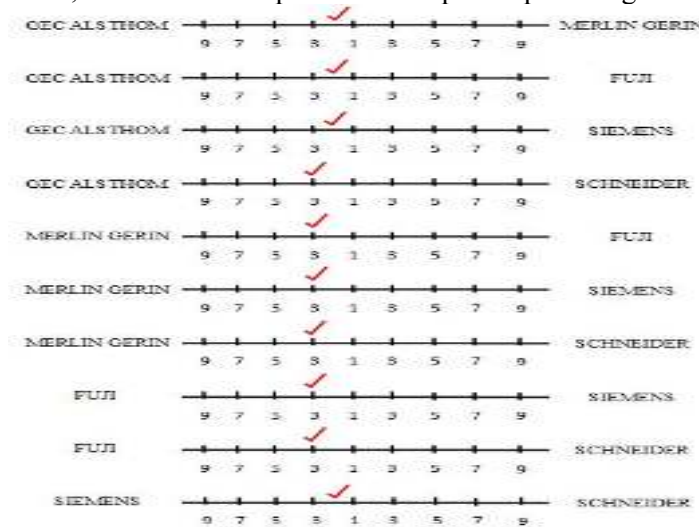 GEC ALSTHOM MERLIN GERIN
9 7 5 3 1 3 5 7 9
GEC ALSTHOM FUJI
9 7 5 3 1 3 5 7 9
GEC ALSTHOM SIEMENS
9 7 5 3 1 3 5 7 9
GEC ALSTHOM SCHNEIDER
9 7 5 3 1 3 5 7 9
MERLIN GERIN FUJI
9 7 5 3 1 3 5 7 9
MERLIN GERIN SIEMENS
9 7 5 3 1 3 5 7 9
MERLIN GERIN SCHNEIDER
9 7 5 3 1 3 5 7 9
FUJI SIEMENS
9 7 5 3 1 3 5 7 9
FUJI SCHNEIDER
9 7 5 3 1 3 5 7 9
SIEMENS SCHNEIDER
9 7 5 3 1 3 5 7 9